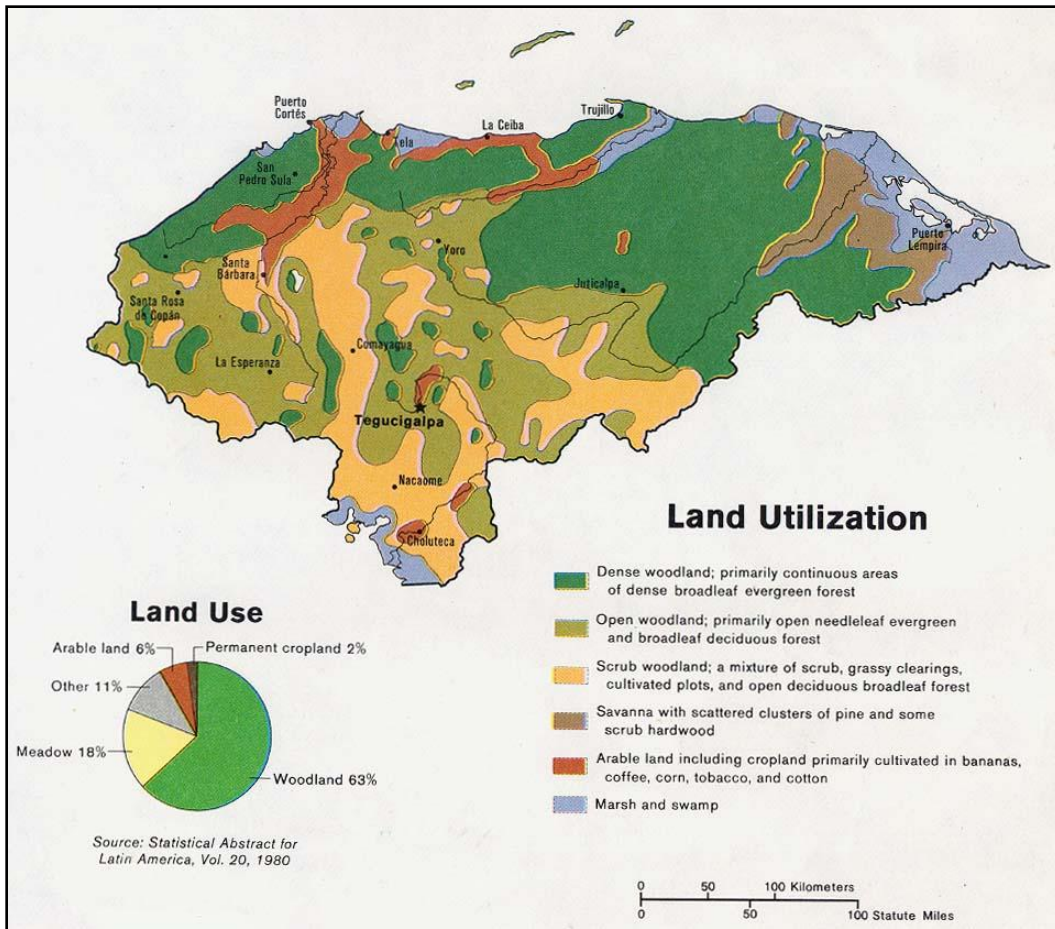 Puerto
Cortés
Tela
La Ceiba
Trujillo
San
Pedro Sula
Yoro
Puerto
Lempira
Santa
Bárbara
Juticalpa
Santa Rosa
de Copán
Comayagua
La Esperanza
Tegucigalpa
Nacaome
Choluteca
Land Utilization
Dense woodland; primarily continuous areas
of dense broadleaf evergreen forest
Open woodland; primarily open needleleaf evergreen
and broadleaf deciduous forest
Scrub woodland; a mixture of scrub, grassy clearings,
cultivated plots, and open deciduous broadleaf forest
Savanna with scattered clusters of pine and some
scrub hardwood
Arable land including cropland primarily cultivated in bananas,
coffee, corn, tobacco, and cotton
Marsh and swamp
Land Use
Arable land 6%
Permanent cropland 2%
Other 11%
Meadow 18%
Woodland 63%
Source: Statistical Abstract for
Latin America, Vol. 20, 1980
0 50 100 Kilometers
0 50 100 Statute Miles